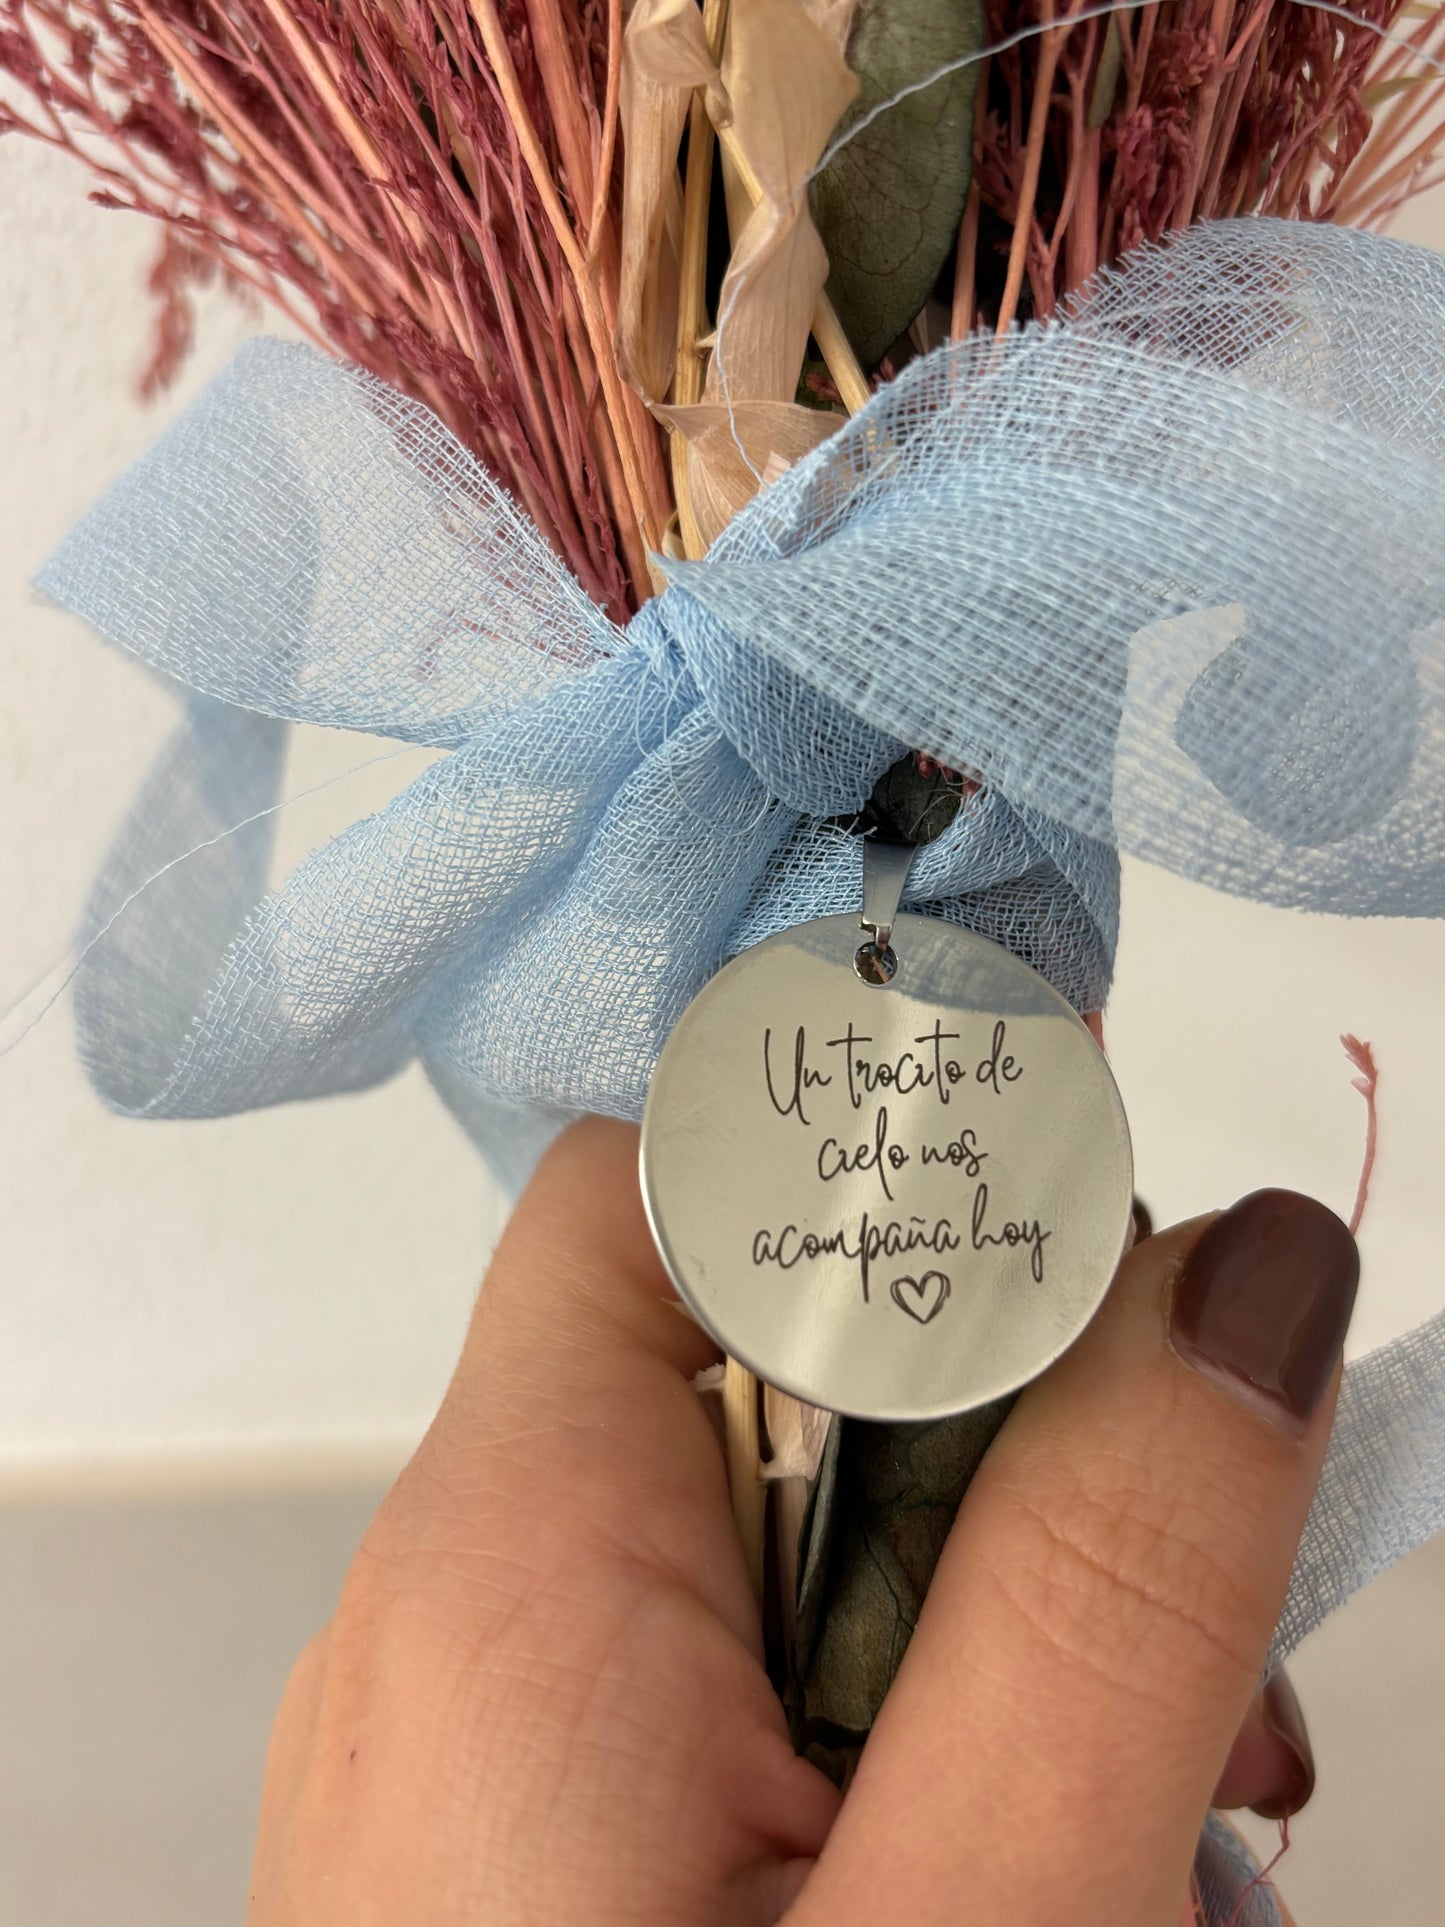 Un trocito de
cielo nos
acompaña hoy